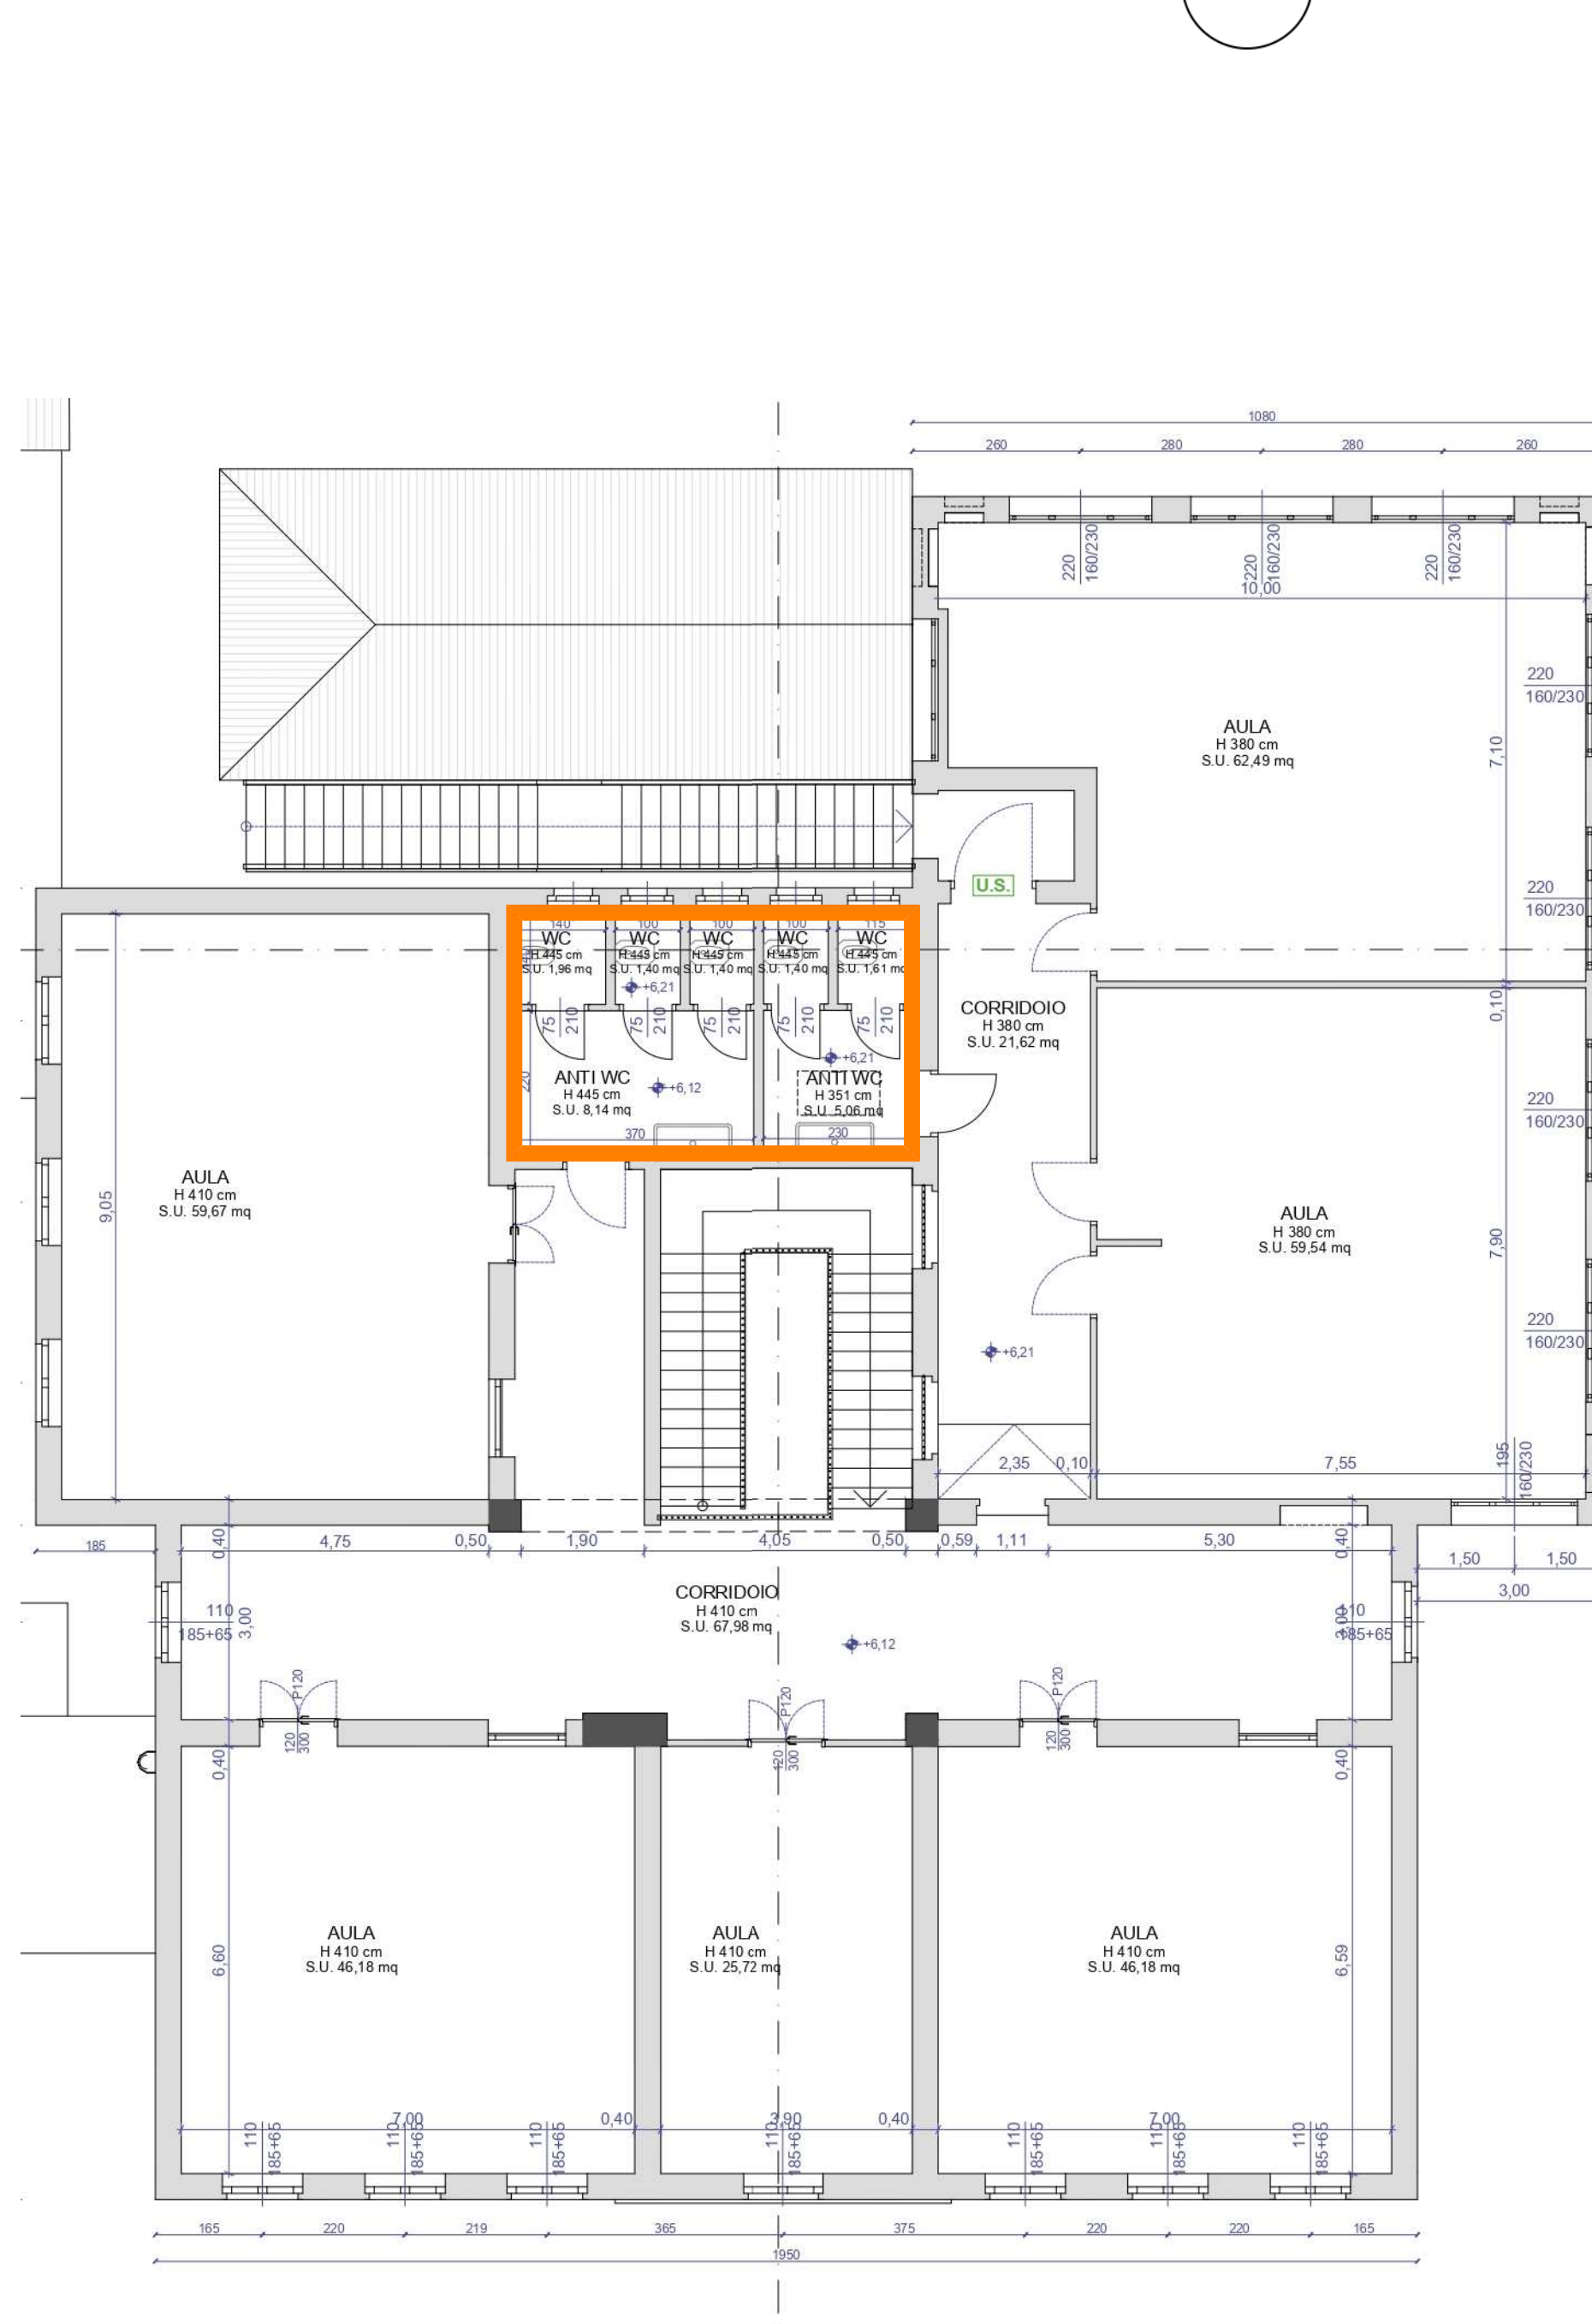 1080
260
280
280
260
220
160/230
220
160/230
220
160/230
10,00
220
160/230
AULA
H 380 cm
S.U. 62,49 mq
7,10
U.S.
220
160/230
140
100
100
100
115
WC
H 445 cm
S.U. 1,96 mq
WC
H 445 cm
S.U. 1,40 mq
WC
H 445 cm
S.U. 1,40 mq
WC
H 445 cm
S.U. 1,40 mq
WC
H 445 cm
S.U. 1,61 mq
+6,21
75
210
75
210
75
210
75
210
75
210
0,10
CORRIDOIO
H 380 cm
S.U. 21,62 mq
+6,21
220
ANTI WC
H 445 cm
S.U. 8,14 mq
+6,12
ANTI WC
H 351 cm
S.U. 5,06 mq
220
160/230
370
230
AULA
H 410 cm
S.U. 59,67 mq
9,05
AULA
H 380 cm
S.U. 59,54 mq
7,90
220
160/230
+6,21
2,35
0,10
7,55
195
160/230
185
0,40
4,75
0,50
1,90
4,05
0,50
0,59
1,11
5,30
0,40
1,50
1,50
3,00
CORRIDOIO
H 410 cm
S.U. 67,98 mq
110
185+65
3,00
3,00
110
185+65
+6,12
P120
120
300
P120
120
300
P120
120
300
0,40
0,40
AULA
H 410 cm
S.U. 46,18 mq
AULA
H 410 cm
S.U. 25,72 mq
AULA
H 410 cm
S.U. 46,18 mq
6,60
6,59
7,00
0,40
3,90
0,40
7,00
110
185+65
110
185+65
110
185+65
110
185+65
110
185+65
110
185+65
110
185+65
165
220
219
365
375
220
220
165
1950